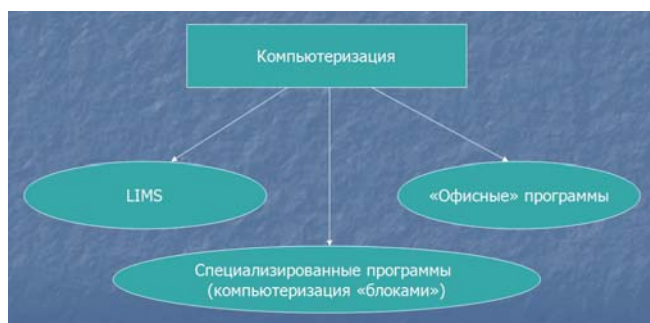 Компьютеризация
LIMS
«Офисные» программы
Специализированные программы
(компьютеризация «блоками»)